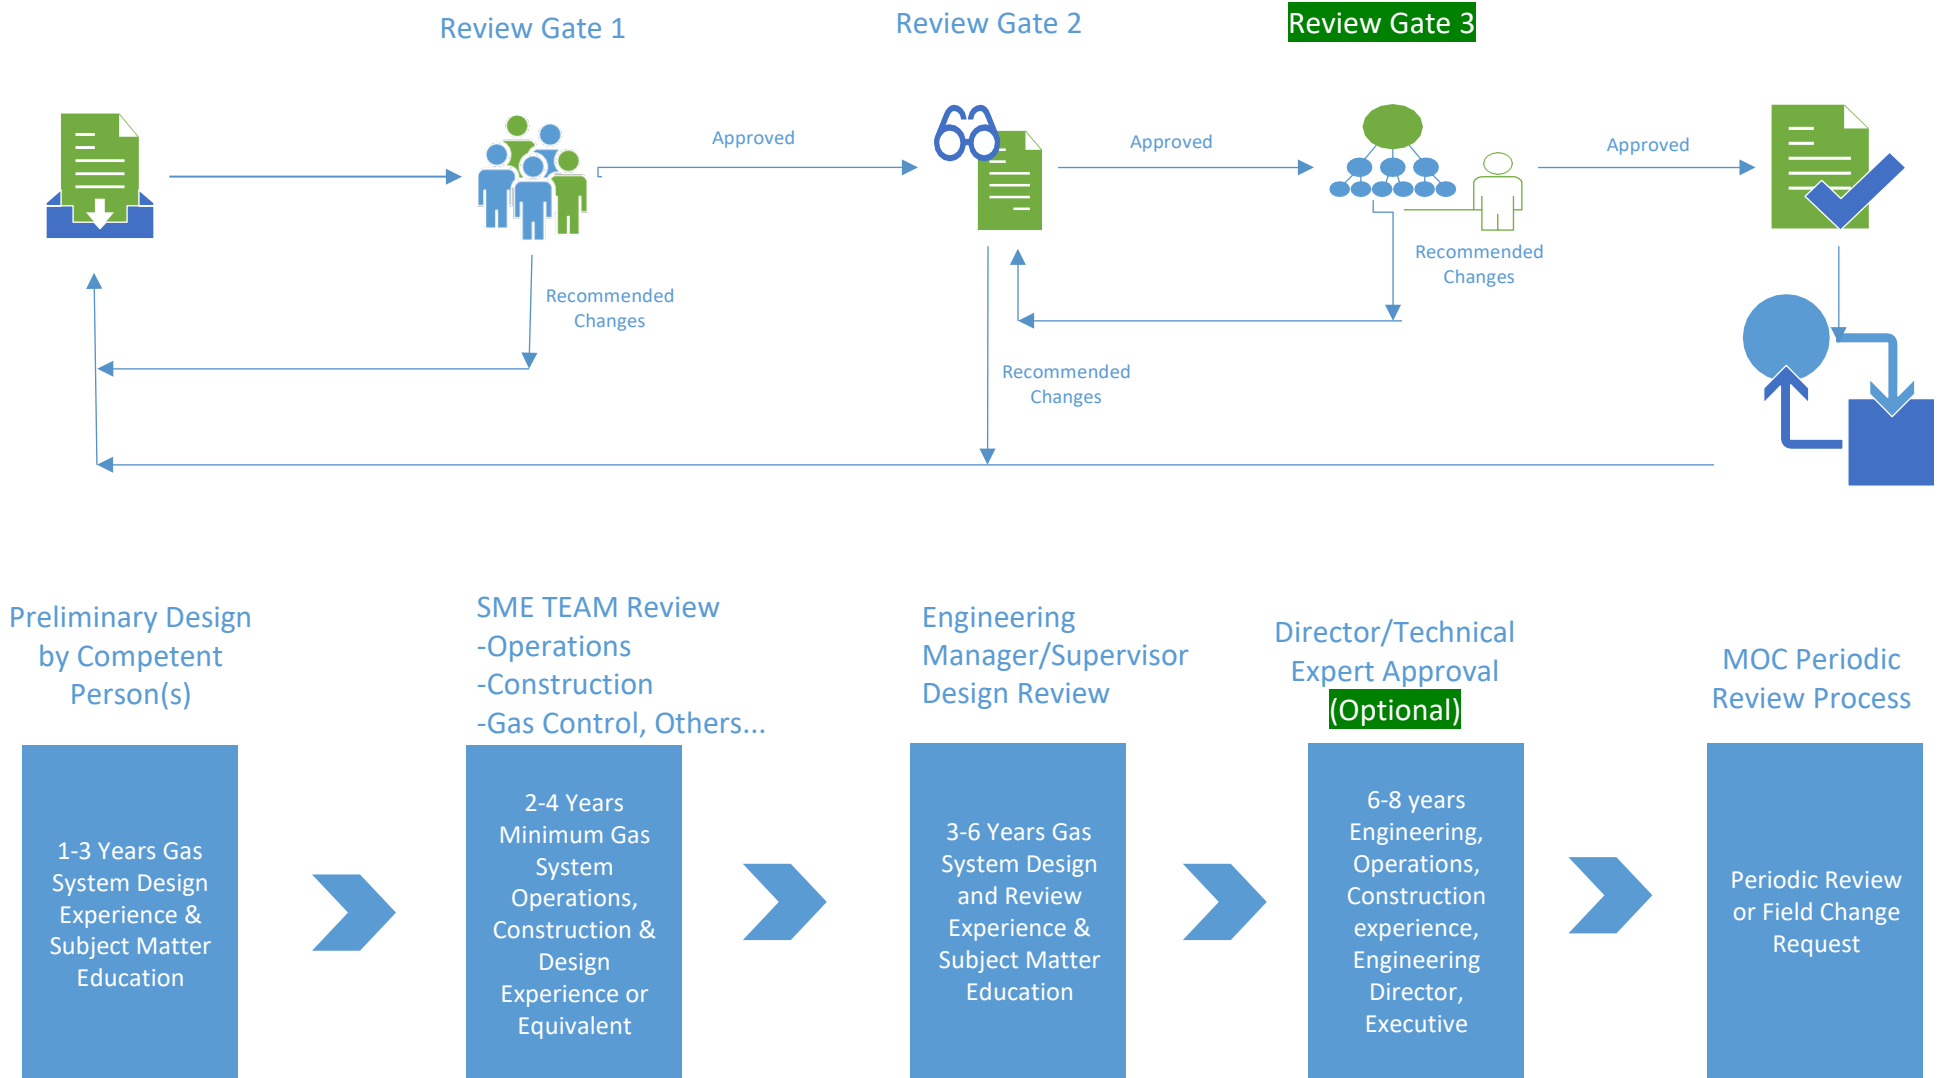 Review Gate 1
Review Gate 2
Review Gate 3
Approved
Approved
Approved
Recommended
Changes
Recommended
Changes
Recommended
Changes
Preliminary Design
by Competent
Person(s)
SME TEAM Review
-Operations
-Construction
-Gas Control, Others...
Engineering
Manager/Supervisor
Design Review
Director/Technical
Expert Approval
(Optional)
MOC Periodic
Review Process
1-3 Years Gas
System Design
Experience &
Subject Matter
Education
2-4 Years
Minimum Gas
System
Operations,
Construction &
Design
Experience or
Equivalent
3-6 Years Gas
System Design
and Review
Experience &
Subject Matter
Education
6-8 years
Engineering,
Operations,
Construction
experience,
Engineering
Director,
Executive
Periodic Review
or Field Change
Request